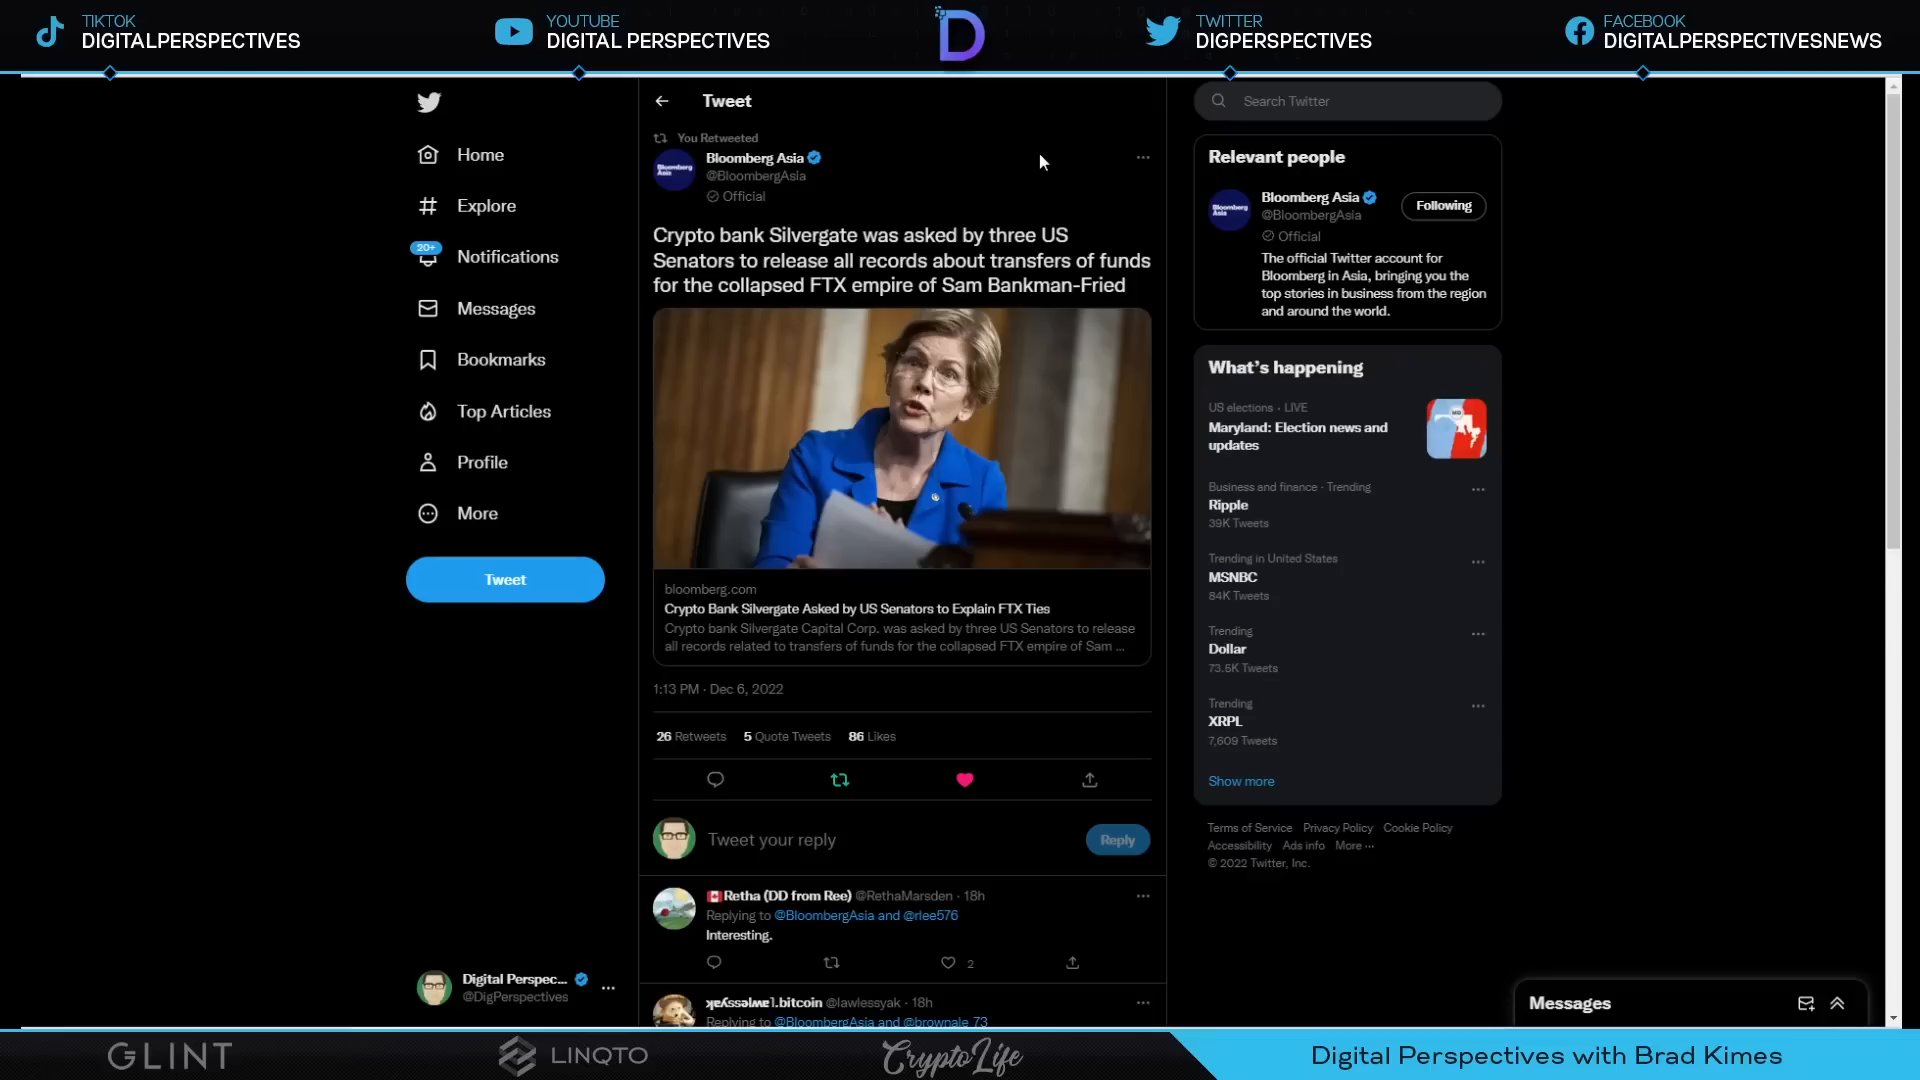 TIKTOK
DIGITALPERSPECTIVES
YOUTUBE
DIGITAL PERSPECTIVES
D
TWITTER
DIGPERSPECTIVES
FACEBOOK
DIGITALPERSPECTIVESNEWS
Home
Explore
20+
Notifications
Messages
Bookmarks
Top Articles
Profile
More
Tweet
Digital Perspec...
@DigPerspectives
Tweet
You Retweeted
Bloomberg Asia
Bloomberg Asia
@BloombergAsia
Official
Crypto bank Silvergate was asked by three US
Senators to release all records about transfers of funds
for the collapsed FTX empire of Sam Bankman-Fried
bloomberg.com
Crypto Bank Silvergate Asked by US Senators to Explain FTX Ties
Crypto bank Silvergate Capital Corp. was asked by three US Senators to release
all records related to transfers of funds for the collapsed FTX empire of Sam ...
1:13 PM · Dec 6, 2022
26 Retweets 5 Quote Tweets 86 Likes
Tweet your reply
Reply
Retha (DD from Ree) @RethaMarsden · 18h
Replying to @BloombergAsia and @rlee576
Interesting.
2
.bitcoin @lawlessyak · 18h
Replying to @BloombergAsia and @brownale_73
Search Twitter
Relevant people
Bloomberg Asia
Bloomberg Asia
Following
@BloombergAsia
Official
The official Twitter account for
Bloomberg in Asia, bringing you the
top stories in business from the region
and around the world.
What's happening
US elections · LIVE
Maryland: Election news and
updates
MD
Business and finance · Trending
Ripple
39K Tweets
Trending in United States
MSNBC
84K Tweets
Trending
Dollar
73.5K Tweets
Trending
XRPL
7,609 Tweets
Show more
Terms of Service Privacy Policy Cookie Policy
Accessibility Ads info More ...
© 2022 Twitter, Inc.
Messages
GLINT
LINQTO
CryptoLife
Digital Perspectives with Brad Kimes